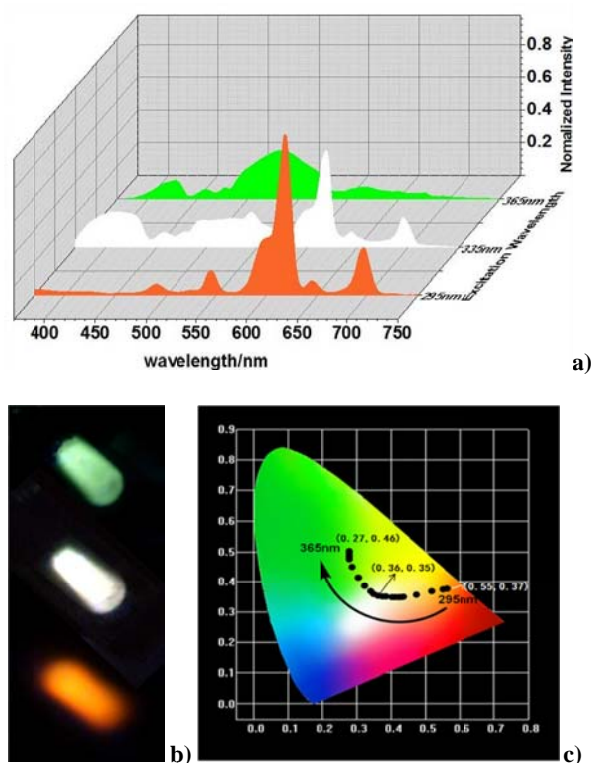 0.8
0.6
0.4
0.2
Nomalized Intensity
365nm
335nm
295nm
Excitation Wavelength
400 450 500 550 600 650 700 750
wavelength/nm
a)
b)
0.9
0.8
0.7
0.6
0.5
0.4
0.3
0.2
0.1
0.0
(0.27, 0.46)
365nm
(0.36, 0.35)
(0.55, 0.37)
295nm
0.0 0.1 0.2 0.3 0.4 0.5 0.6 0.7 0.8
c)